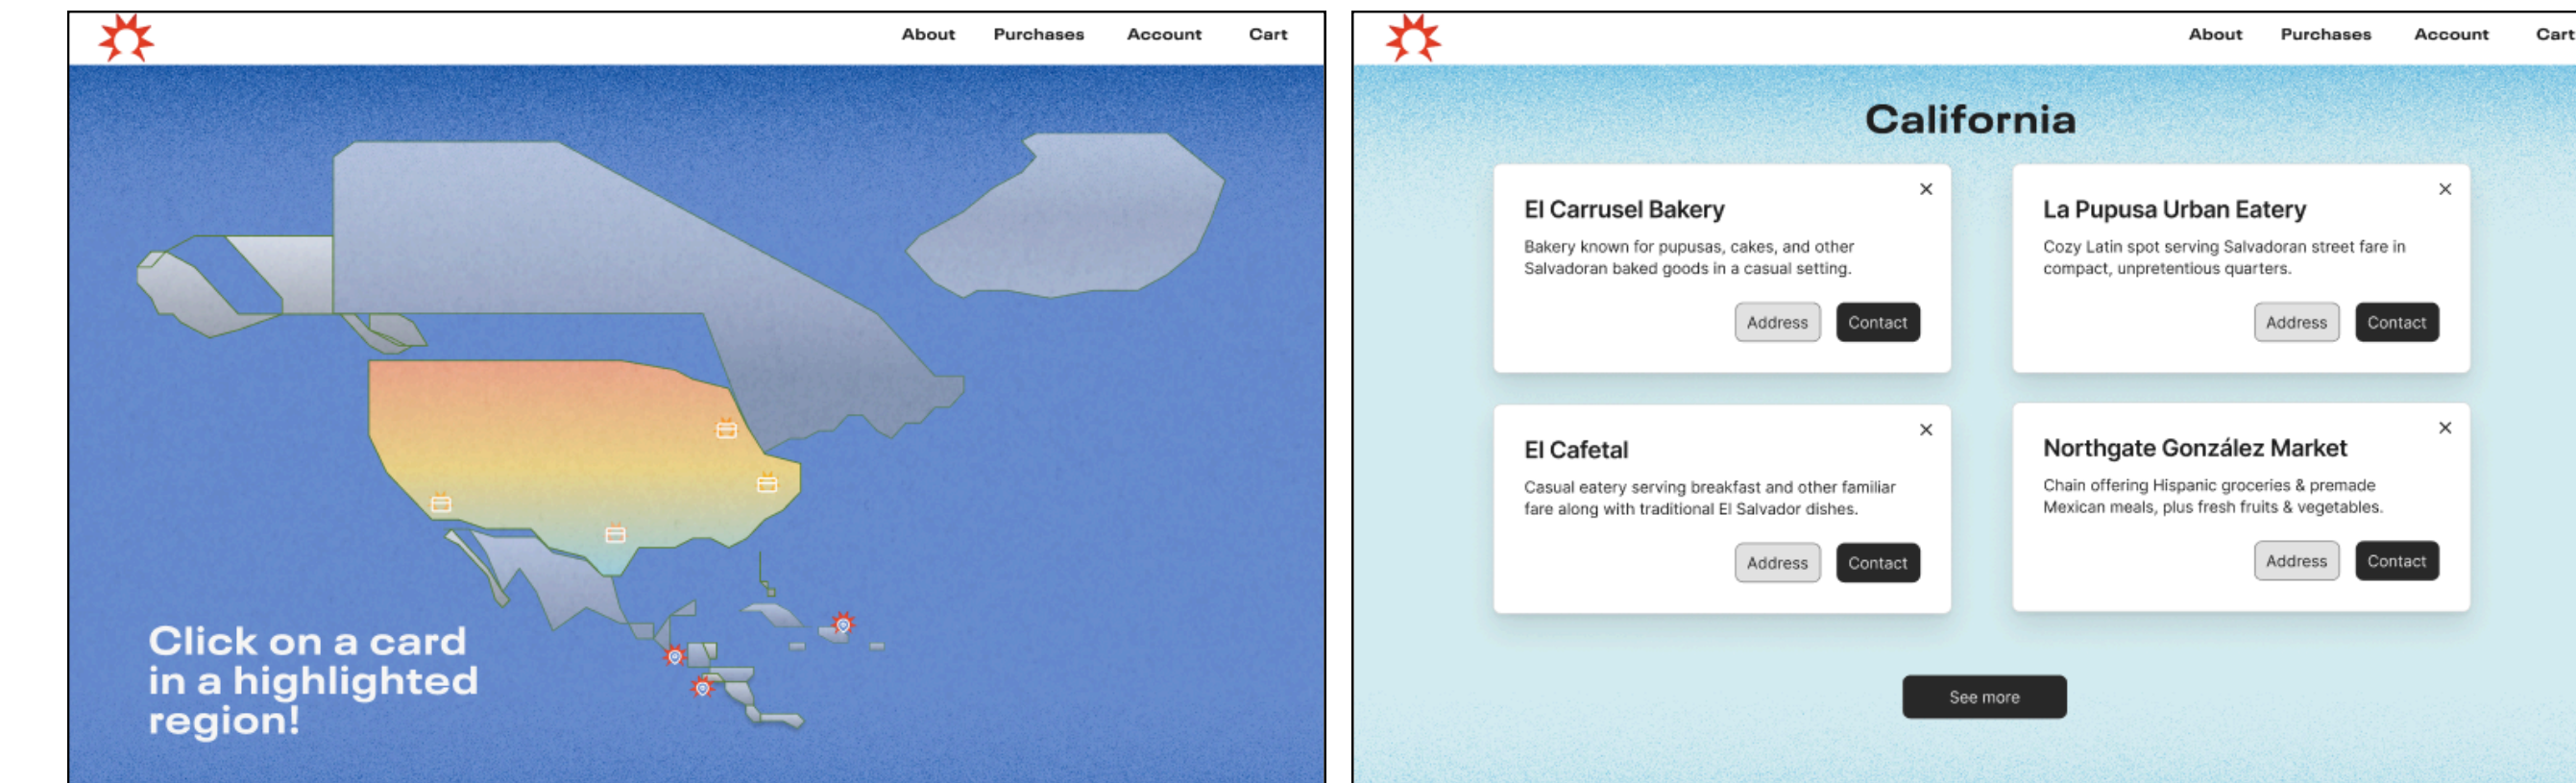 About Purchases Account Cart
Click on a card
in a highlighted
region!
About Purchases Account Cart
California
El Carrusel Bakery
Bakery known for pupusas, cakes, and other
Salvadoran baked goods in a casual setting.
Address Contact
La Pupusa Urban Eatery
Cozy Latin spot serving Salvadoran street fare in
compact, unpretentious quarters.
Address Contact
El Cafetal
Casual eatery serving breakfast and other familiar
fare along with traditional El Salvador dishes.
Address Contact
Northgate González Market
Chain offering Hispanic groceries & premade
Mexican meals, plus fresh fruits & vegetables.
Address Contact
See more